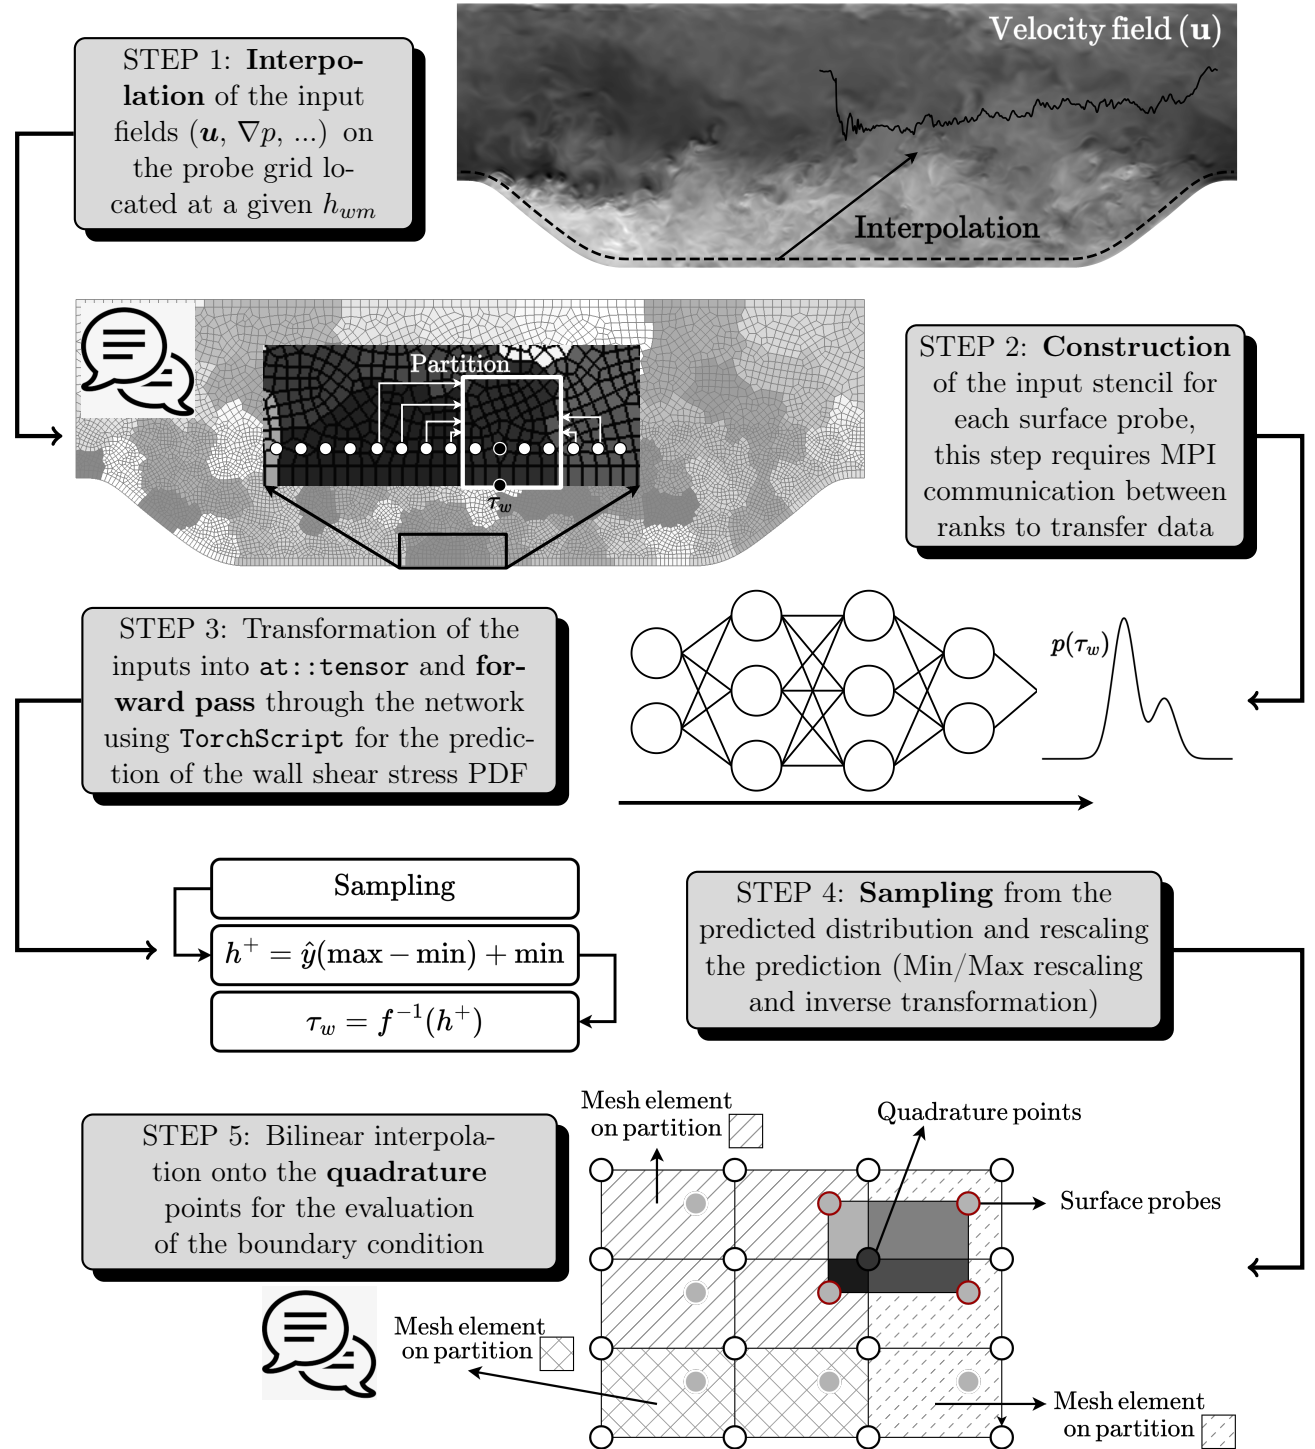 Velocity field (u)
STEP 1: Interpo-
lation of the input
fields (u, ∇p, ...) on
the probe grid lo-
cated at a given h_{wm}
Interpolation
Partition
τ_w
STEP 2: Construction
of the input stencil for
each surface probe,
this step requires MPI
communication between
ranks to transfer data
STEP 3: Transformation of the
inputs into at::tensor and for-
ward pass through the network
using TorchScript for the predic-
tion of the wall shear stress PDF
p(τ_w)
Sampling
h^+ = ŷ(max − min) + min
τ_w = f^{-1}(h^+)
STEP 4: Sampling from the
predicted distribution and rescaling
the prediction (Min/Max rescaling
and inverse transformation)
STEP 5: Bilinear interpola-
tion onto the quadrature
points for the evaluation
of the boundary condition
Mesh element
on partition
Quadrature points
Surface probes
Mesh element
on partition
Mesh element
on partition